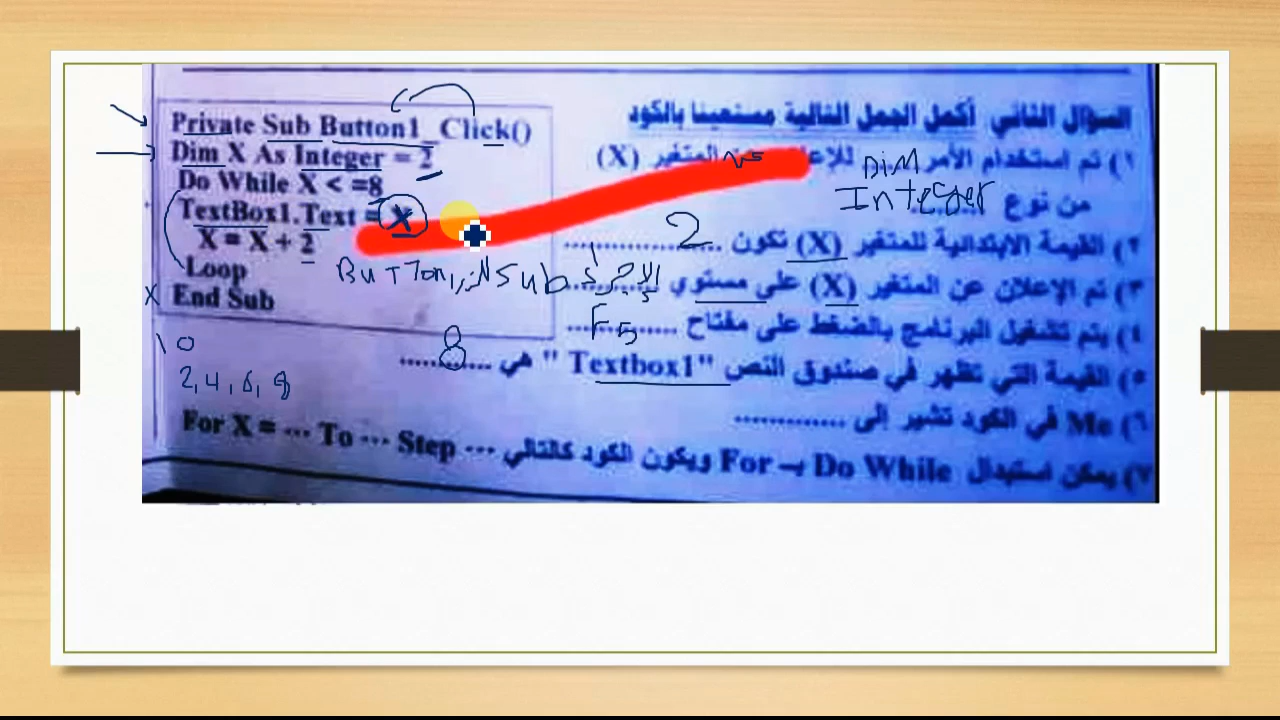 السؤال الثاني أكمل الجمل التالية مستعينا بالكود
Private Sub Button1_Click()
Dim X As Integer = 2
Do While X < =8
TextBox1.Text = X
X = X + 2
Loop
End Sub
١) تم استخدام الأمر DiM للإعلان عن المتغير (X)
من نوع Integer
٢) القيمة الابتدائية للمتغير (X) تكون 2
٣) تم الإعلان عن المتغير (X) على مستوي
Sub
٤) يتم تشغيل البرنامج بالضغط على مفتاح F5
٥) القيمة التي تظهر في صندوق النص "Textbox1" هي 8
٦) Me في الكود تشير إلى .............
٧) يمكن استبدال Do While بـ For ويكون الكود كالتالي For X = ... To ... Step ...
X
10
2, 4, 6, 8